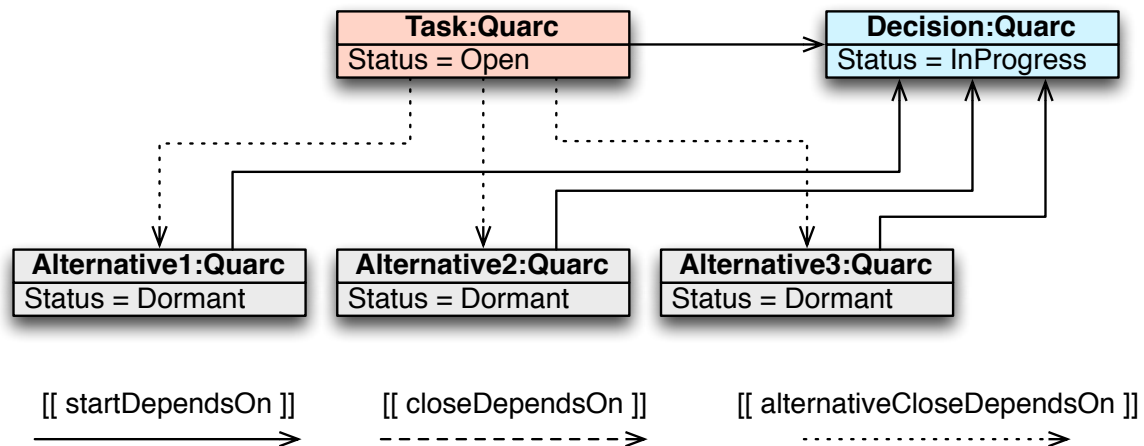 Task:Quarc
Status = Open
Decision:Quarc
Status = InProgress
Alternative1:Quarc
Status = Dormant
Alternative2:Quarc
Status = Dormant
Alternative3:Quarc
Status = Dormant
[[ startDependsOn ]]
[[ closeDependsOn ]]
[[ alternativeCloseDependsOn ]]